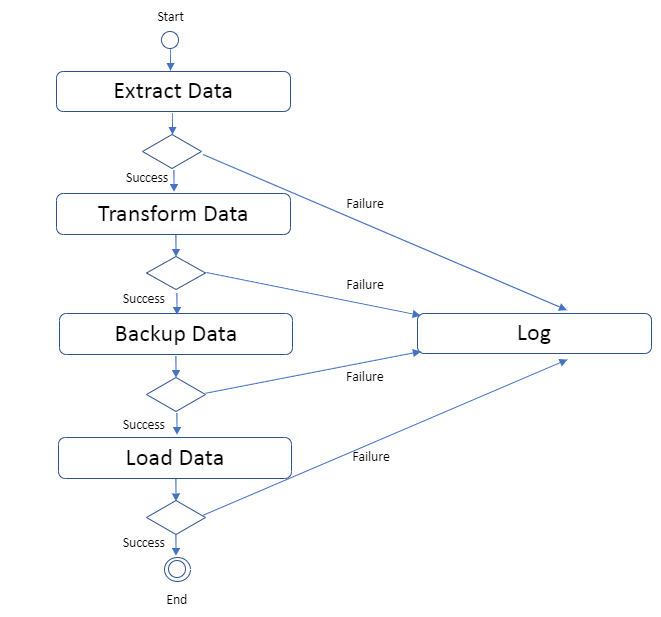 Start
Extract Data
Success
Failure
Transform Data
Failure
Success
Backup Data
Log
Failure
Success
Load Data
Failure
Success
End